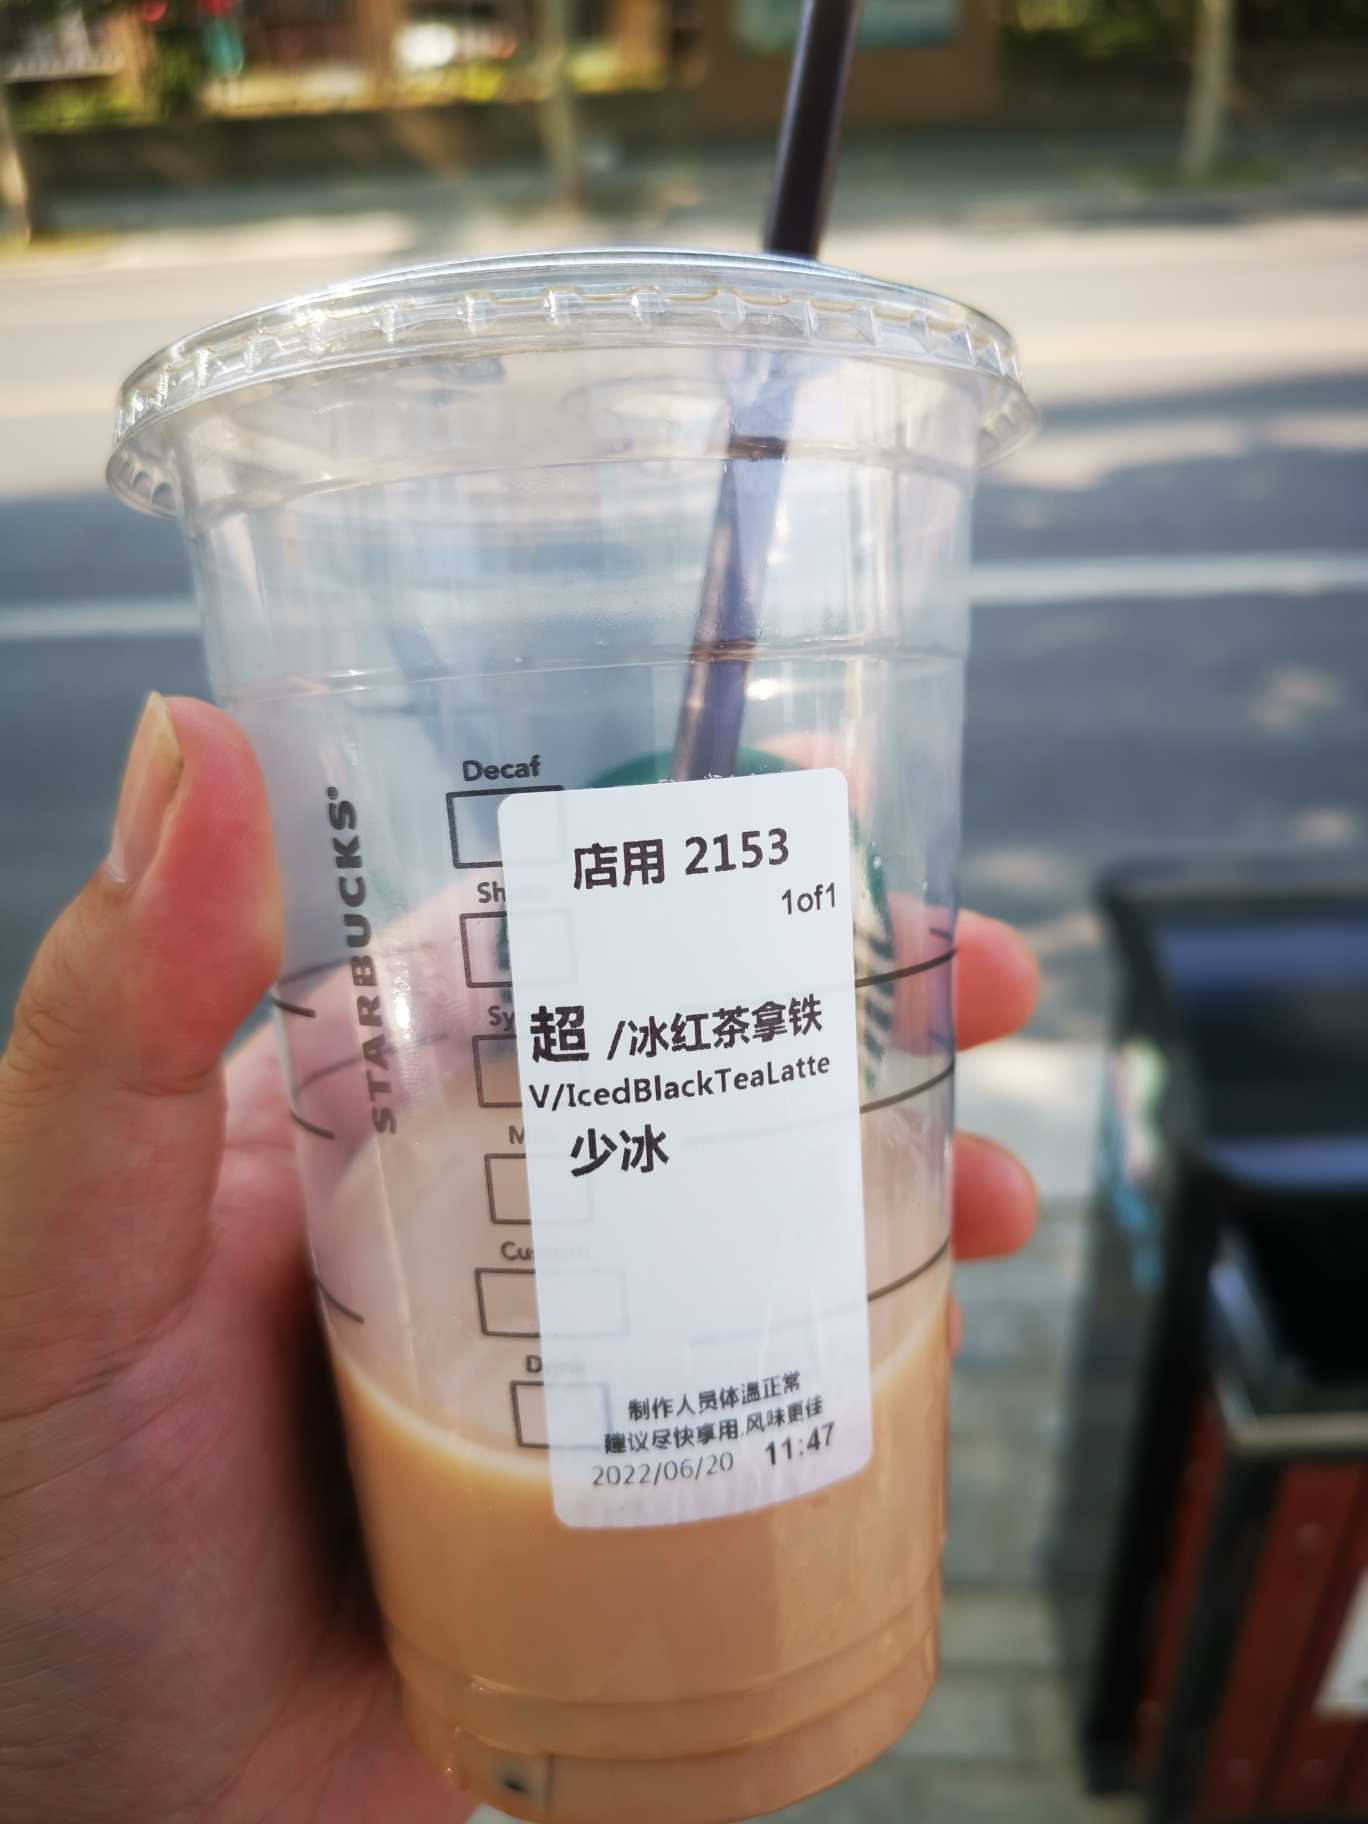 Decaf
STARBUCKS®
店用 2153
1of1
超 /冰红茶拿铁
V/IcedBlackTeaLatte
少冰
制作人员体温正常
建议尽快享用,风味更佳
2022/06/20 11:47